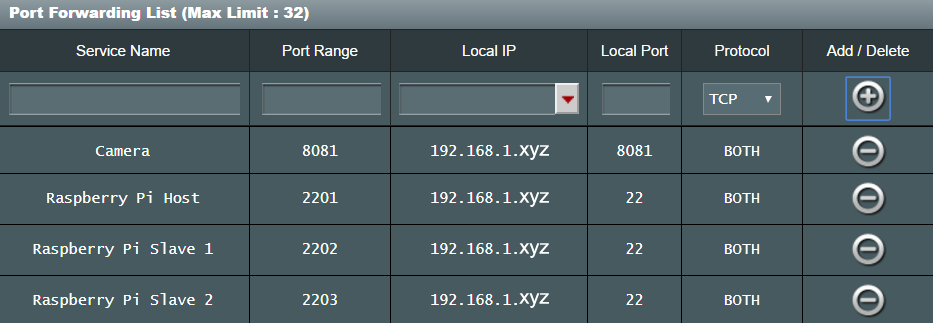 Port Forwarding List (Max Limit : 32)
Service Name Port Range Local IP Local Port Protocol Add / Delete
TCP
Camera 8081 192.168.1.xyz 8081 BOTH
Raspberry Pi Host 2201 192.168.1.xyz 22 BOTH
Raspberry Pi Slave 1 2202 192.168.1.xyz 22 BOTH
Raspberry Pi Slave 2 2203 192.168.1.xyz 22 BOTH